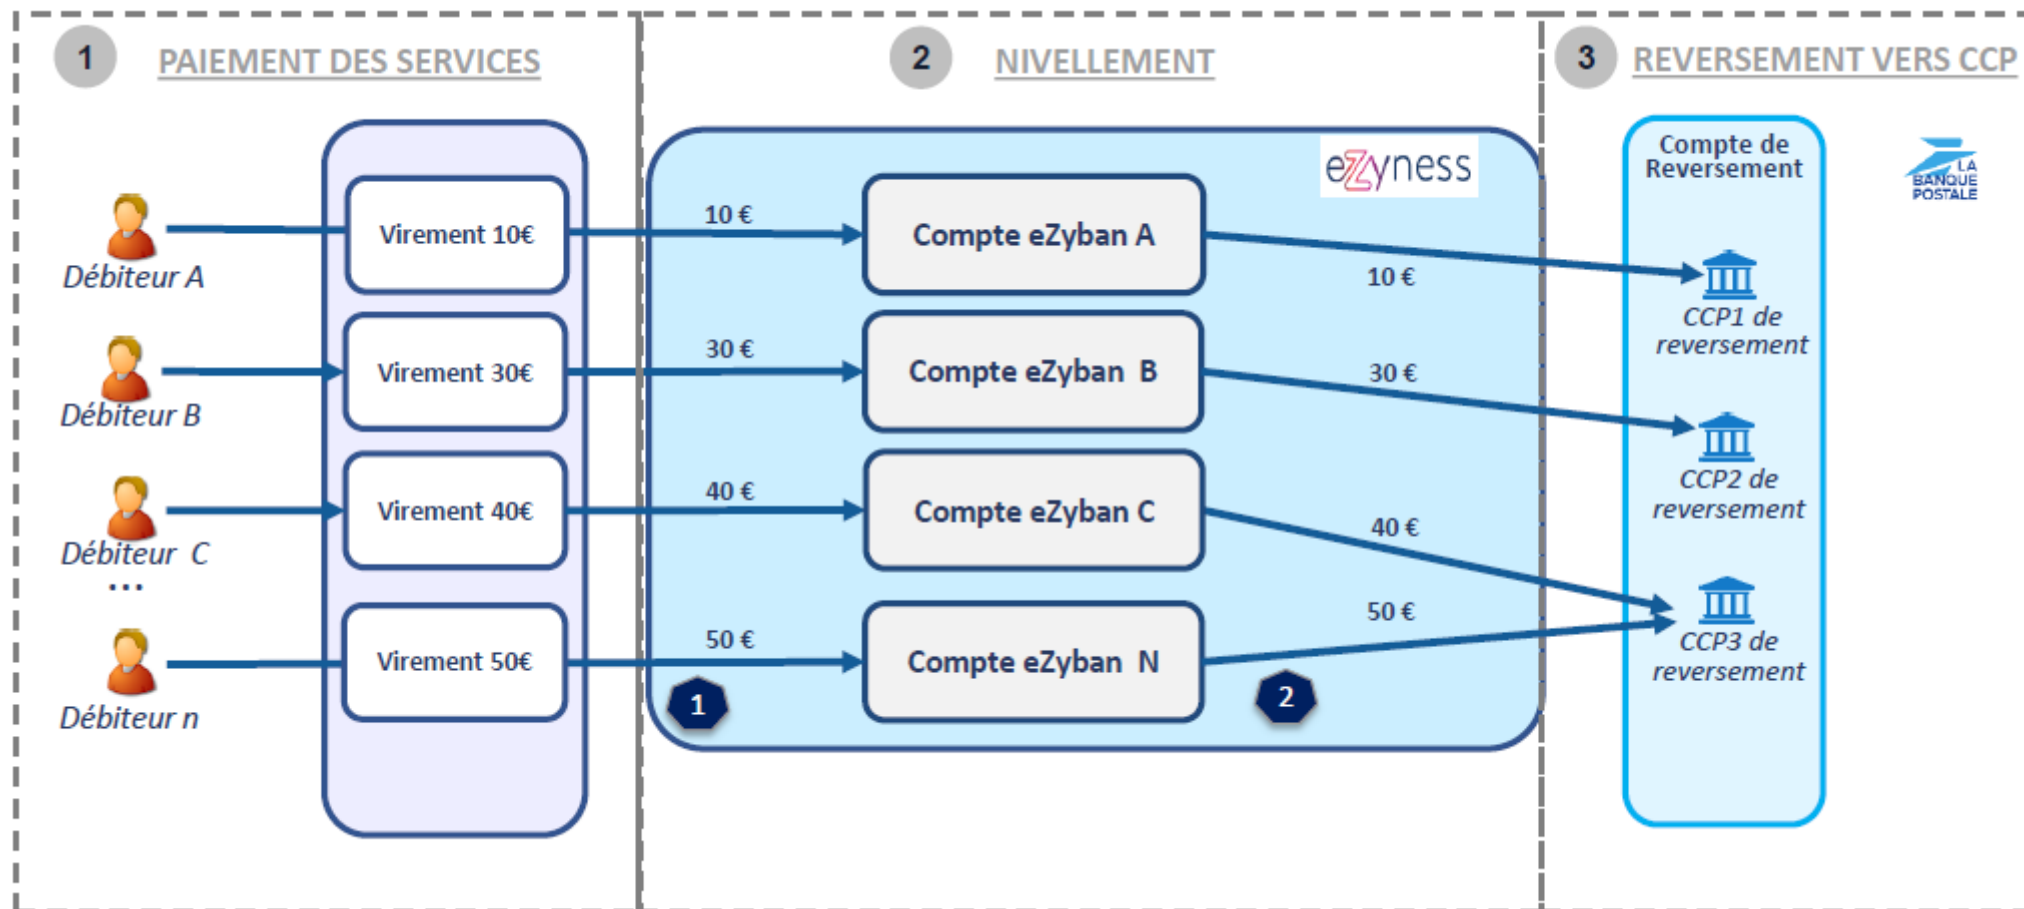 1 PAIEMENT DES SERVICES
2 NIVELLEMENT
3 REVERSEMENT VERS CCP
eZyness
Compte de
Reversement
LA
BANQUE
POSTALE
Débiteur A
Virement 10€
10 €
Compte eZyban A
10 €
CCP1 de
reversement
Débiteur B
Virement 30€
30 €
Compte eZyban B
30 €
CCP2 de
reversement
Débiteur C
...
Virement 40€
40 €
Compte eZyban C
40 €
Débiteur n
Virement 50€
50 €
Compte eZyban N
50 €
CCP3 de
reversement
1
2